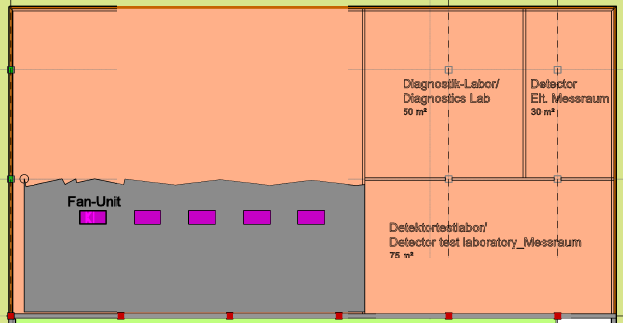 Diagnostik-Labor/
Diagnostics Lab
50 m²
Detector
Elt. Messraum
30 m²
Fan-Unit
Detektortestlabor/
Detector test laboratory_Messraum
75 m²